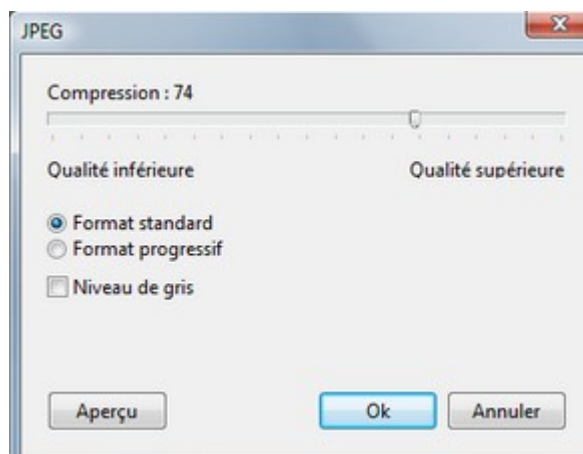 JPEG
Compression : 74
Qualité inférieure Qualité supérieure
Format standard
Format progressif
Niveau de gris
Aperçu Ok Annuler